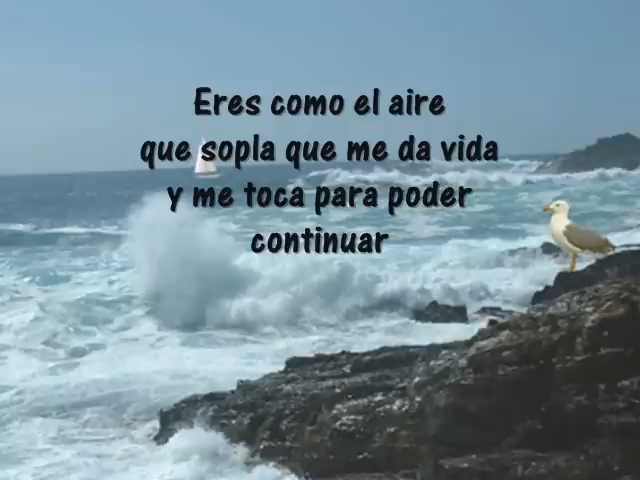 Eres como el aire
que sopla que me da vida
y me toca para poder
continuar